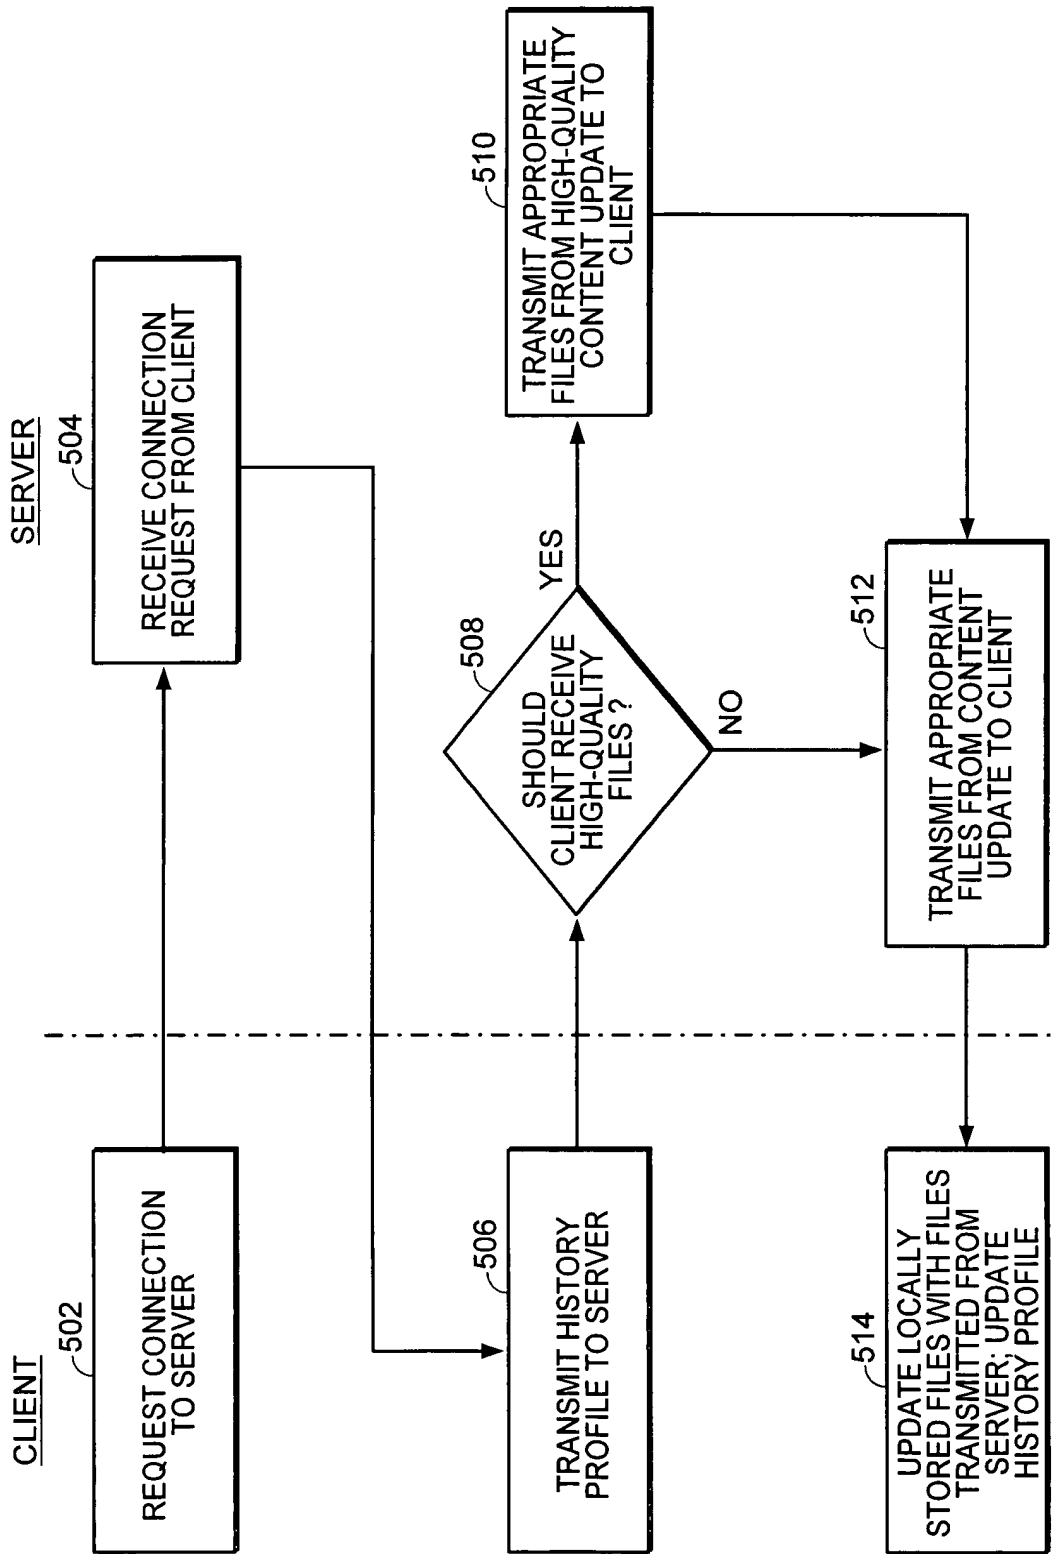 CLIENT
SERVER
502
REQUEST CONNECTION
TO SERVER
504
RECEIVE CONNECTION
REQUEST FROM CLIENT
506
TRANSMIT HISTORY
PROFILE TO SERVER
508
SHOULD
CLIENT RECEIVE
HIGH-QUALITY
FILES ?
YES
NO
510
TRANSMIT APPROPRIATE
FILES FROM HIGH-QUALITY
CONTENT UPDATE TO
CLIENT
512
TRANSMIT APPROPRIATE
FILES FROM CONTENT
UPDATE TO CLIENT
514
UPDATE LOCALLY
STORED FILES WITH FILES
TRANSMITTED FROM
SERVER; UPDATE
HISTORY PROFILE